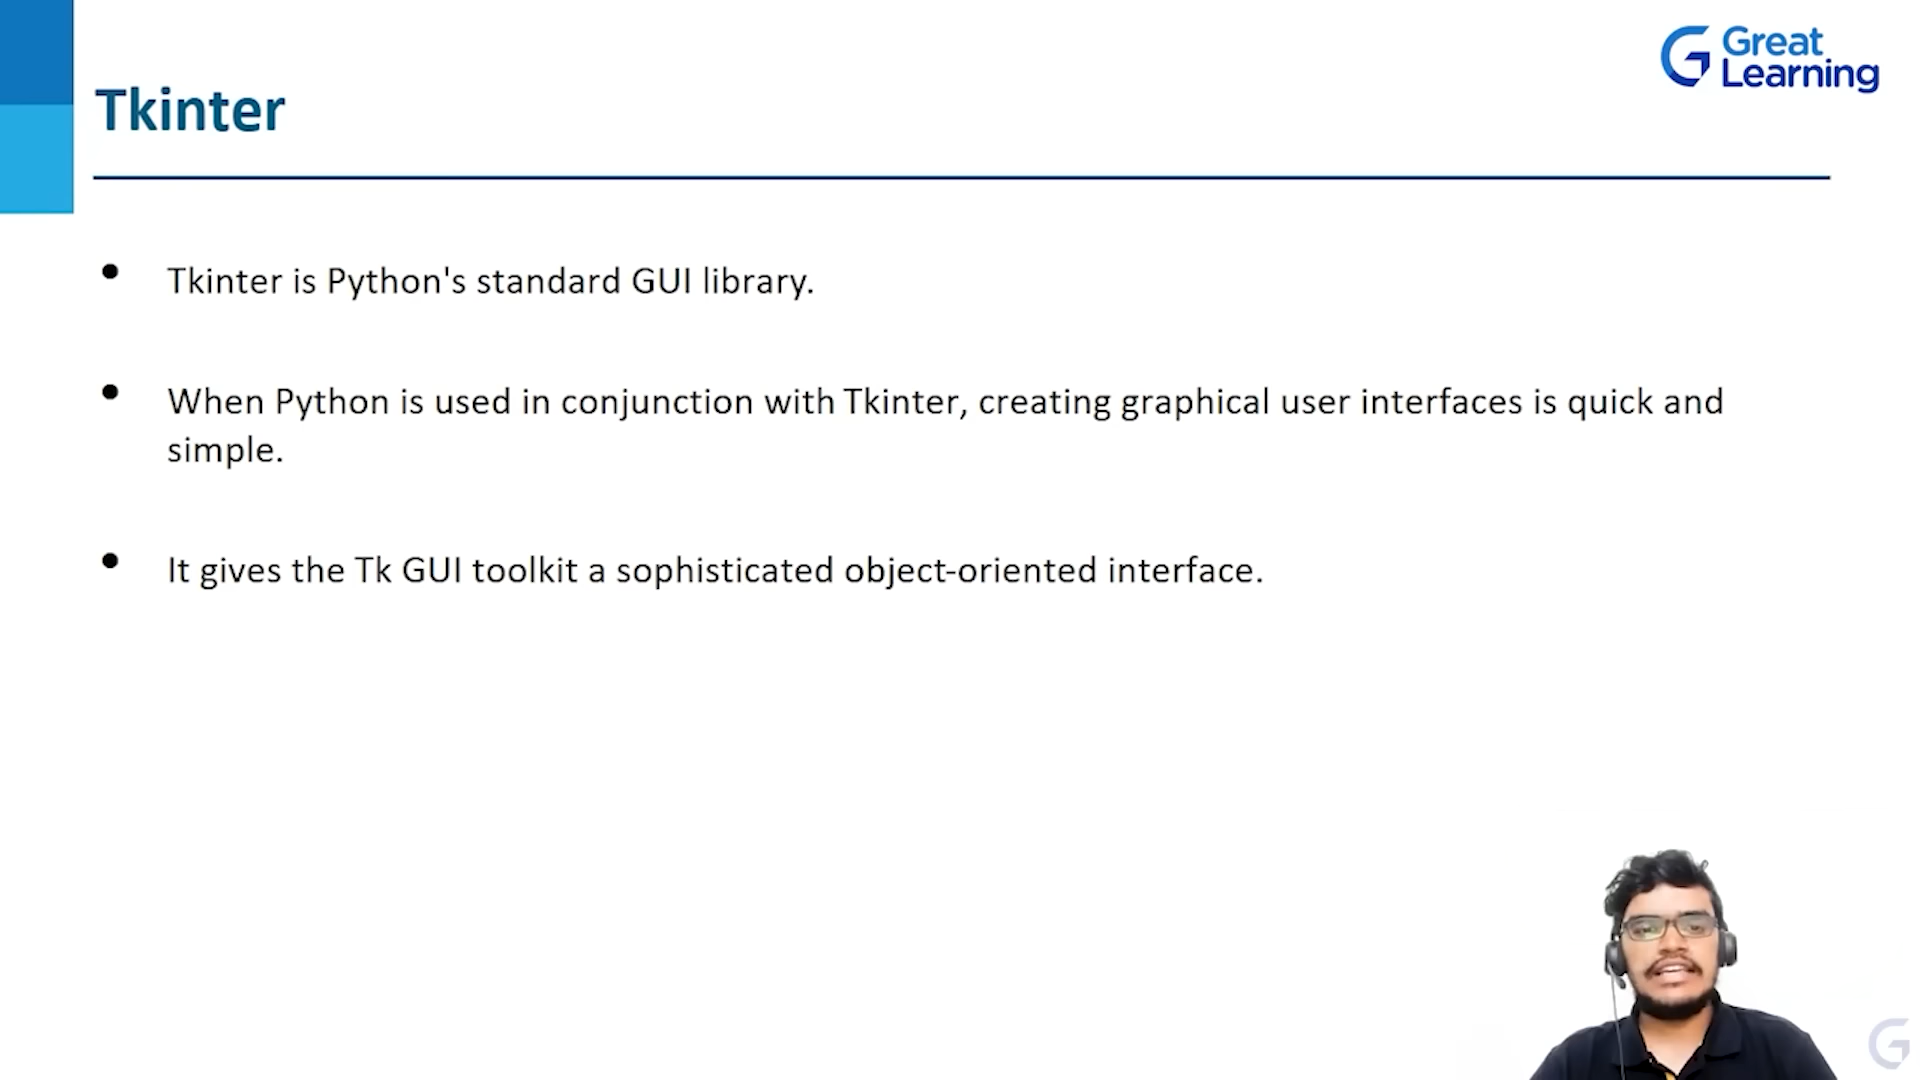 Great
Learning
Tkinter
• Tkinter is Python's standard GUI library.
• When Python is used in conjunction with Tkinter, creating graphical user interfaces is quick and
simple.
• It gives the Tk GUI toolkit a sophisticated object-oriented interface.